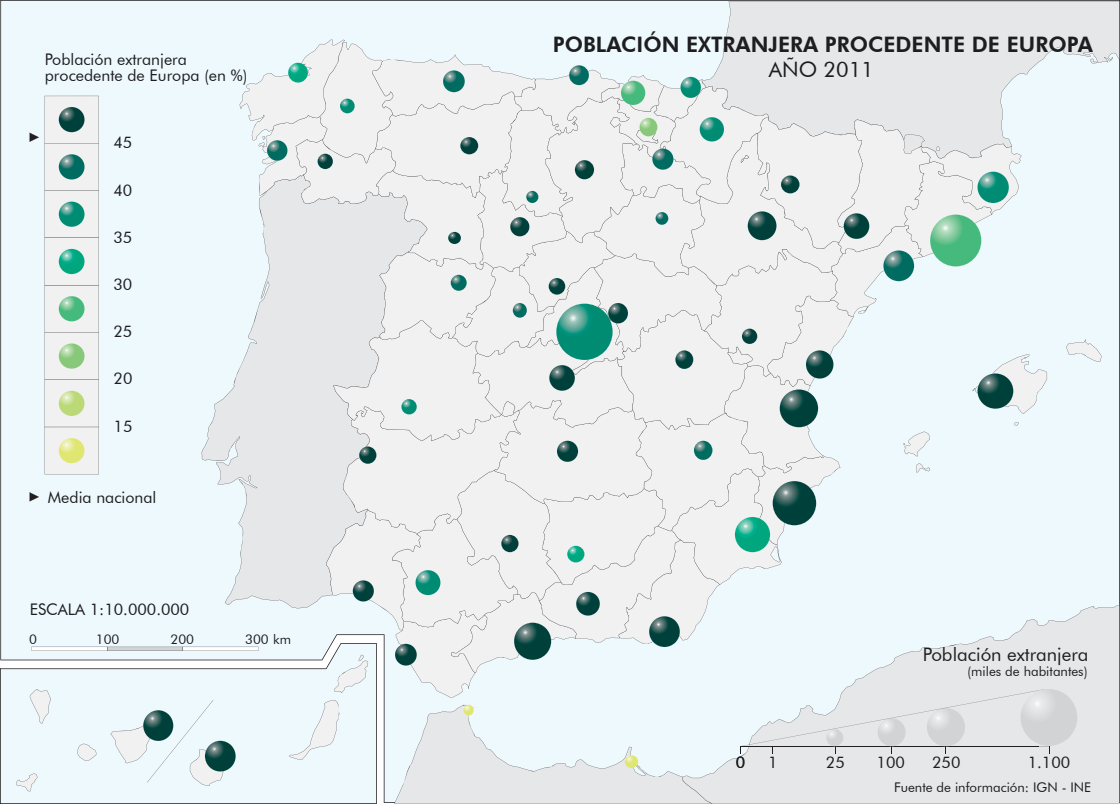 POBLACIÓN EXTRANJERA PROCEDENTE DE EUROPA
AÑO 2011
Población extranjera
procedente de Europa (en %)
45
40
35
30
25
20
15
Media nacional
ESCALA 1:10.000.000
0 100 200 300 km
Población extranjera
(miles de habitantes)
0 1 25 100 250 1.100
Fuente de información: IGN - INE